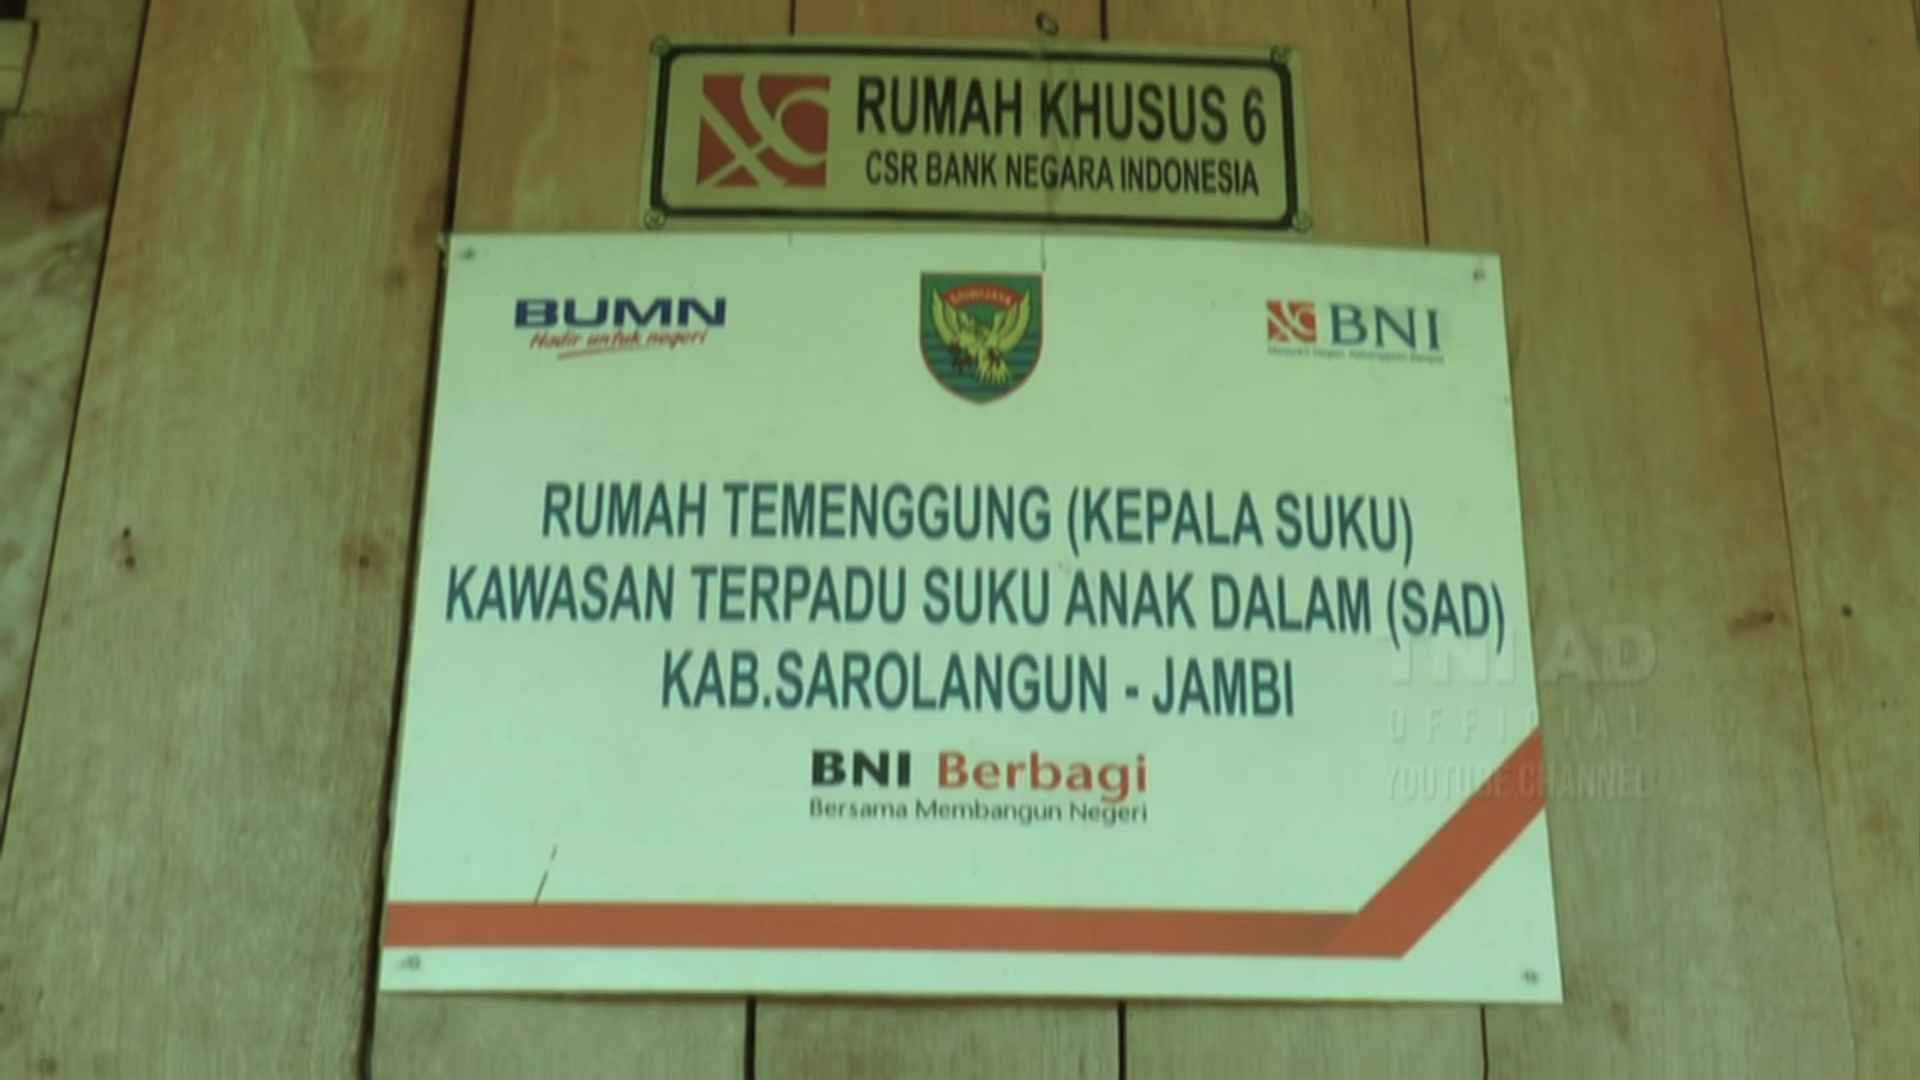 RUMAH KHUSUS 6
CSR BANK NEGARA INDONESIA
BUMN
Hadir untuk negeri
SRIWIJAYA
BNI
RUMAH TEMENGGUNG (KEPALA SUKU)
KAWASAN TERPADU SUKU ANAK DALAM (SAD)
KAB.SAROLANGUN - JAMBI
TNI AD
OFFICIAL
YOUTUBE CHANNEL
BNI Berbagi
Bersama Membangun Negeri